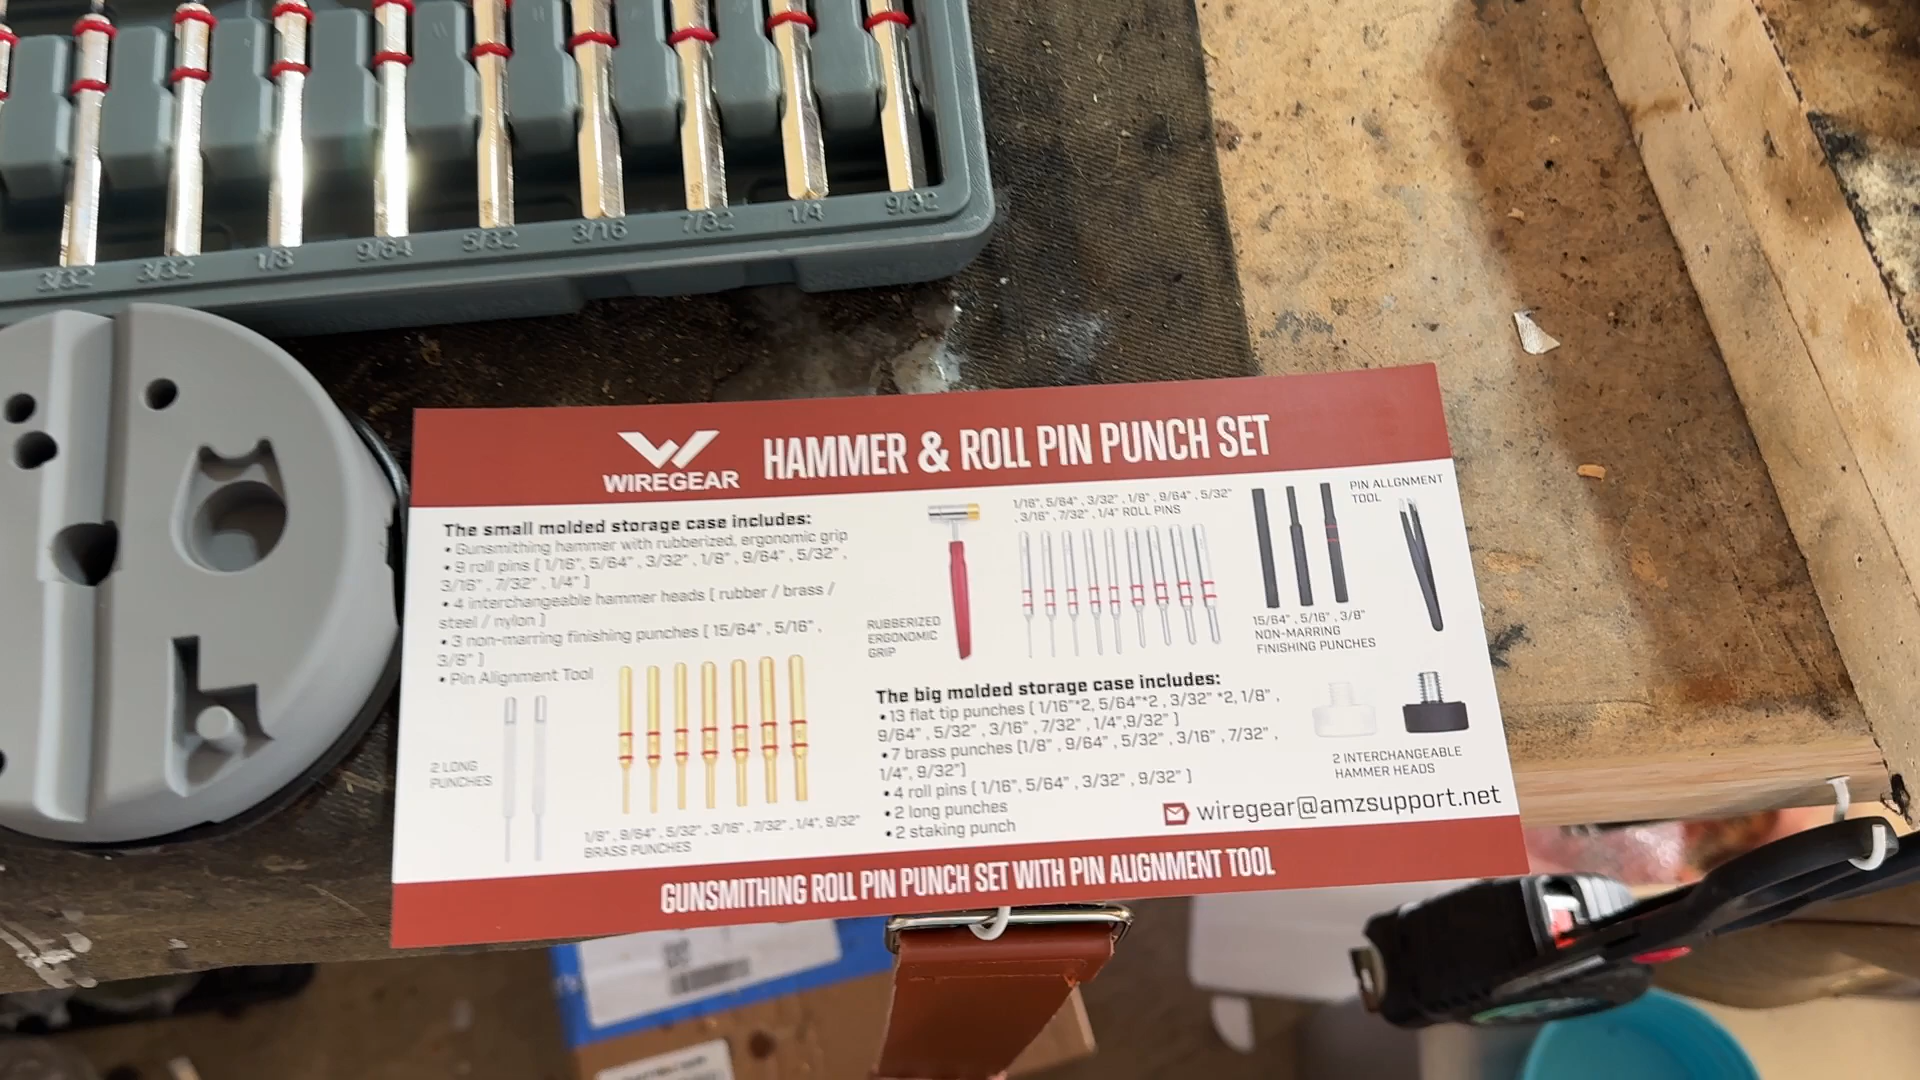 3/32 3/32 1/8 9/64 5/32 3/16 7/32 1/4 9/32
WIREGEAR
HAMMER & ROLL PIN PUNCH SET
The small molded storage case includes:
• Gunsmithing hammer with rubberized, ergonomic grip
• 9 roll pins [ 1/16", 5/64" , 3/32" , 1/8" , 9/64" , 5/32" ,
3/16" , 7/32" , 1/4" ]
• 4 interchangeable hammer heads [ rubber / brass /
steel / nylon ]
• 3 non-marring finishing punches [ 15/64" , 5/16" ,
3/8" ]
• Pin Alignment Tool
2 LONG
PUNCHES
1/8" , 9/64" , 5/32" , 3/16" , 7/32" , 1/4", 9/32"
BRASS PUNCHES
RUBBERIZED
ERGONOMIC
GRIP
1/16", 5/64" , 3/32" , 1/8" , 9/64" , 5/32"
, 3/16" , 7/32" , 1/4" ROLL PINS
15/64" , 5/16" , 3/8"
NON-MARRING
FINISHING PUNCHES
PIN ALLGNMENT
TOOL
The big molded storage case includes:
• 13 flat tip punches [ 1/16"*2, 5/64"*2 , 3/32" *2, 1/8" ,
9/64" , 5/32" , 3/16" , 7/32" , 1/4",9/32" ]
• 7 brass punches [1/8" , 9/64" , 5/32" , 3/16" , 7/32" ,
1/4", 9/32"]
• 4 roll pins [ 1/16", 5/64" , 3/32" , 9/32" ]
• 2 long punches
• 2 staking punch
2 INTERCHANGEABLE
HAMMER HEADS
wiregear@amzsupport.net
GUNSMITHING ROLL PIN PUNCH SET WITH PIN ALIGNMENT TOOL